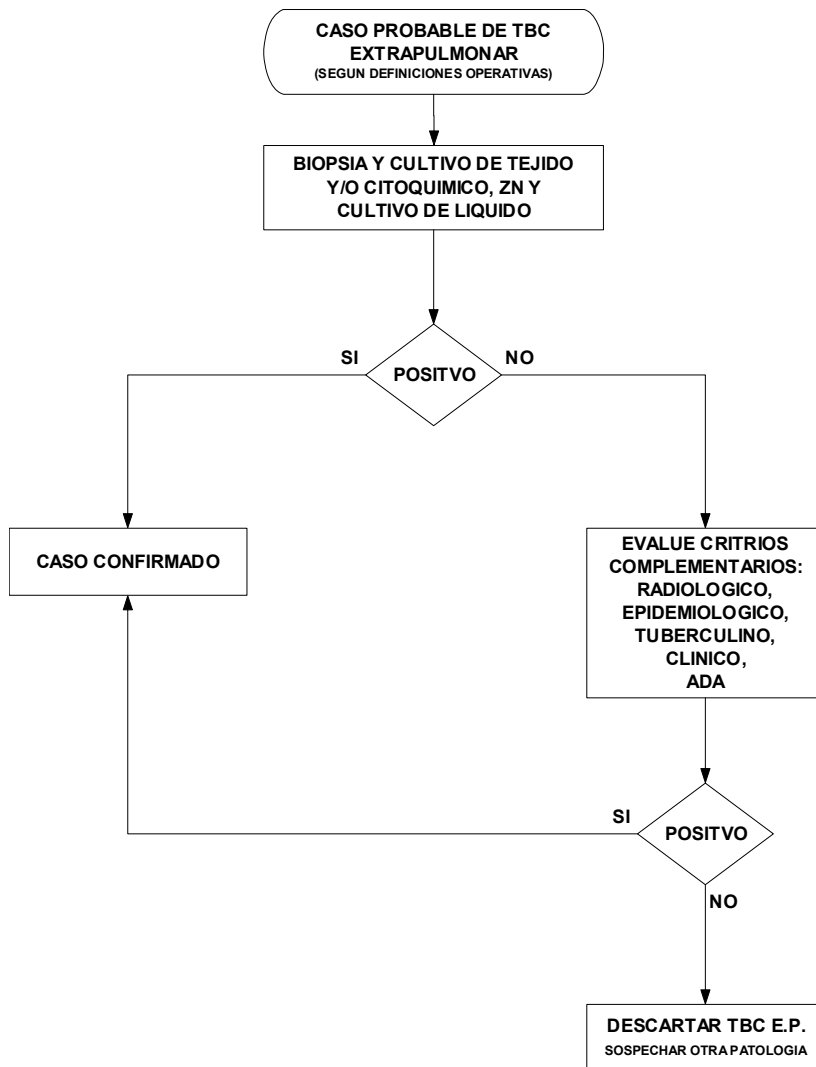 CASO PROBABLE DE TBC
EXTRAPULMONAR
(SEGUN DEFINICIONES OPERATIVAS)
BIOPSIA Y CULTIVO DE TEJIDO
Y/O CITOQUIMICO, ZN Y
CULTIVO DE LIQUIDO
SI
NO
POSITVO
CASO CONFIRMADO
EVALUE CRITRIOS
COMPLEMENTARIOS:
RADIOLOGICO,
EPIDEMIOLOGICO,
TUBERCULINO,
CLINICO,
ADA
SI
POSITVO
NO
DESCARTAR TBC E.P.
SOSPECHAR OTRA PATOLOGIA